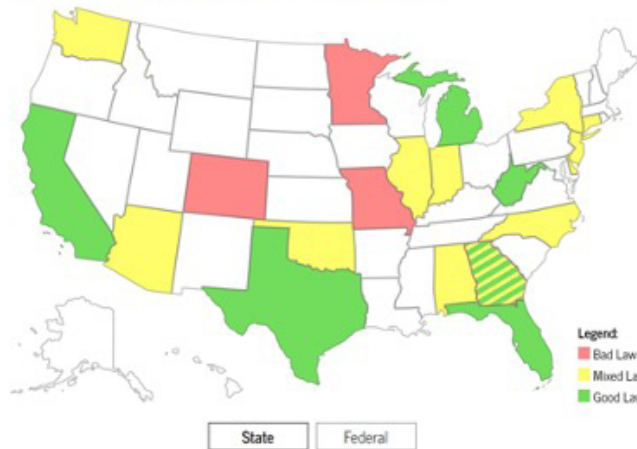 Legend:
Bad Law
Mixed La
Good La
State
Federal